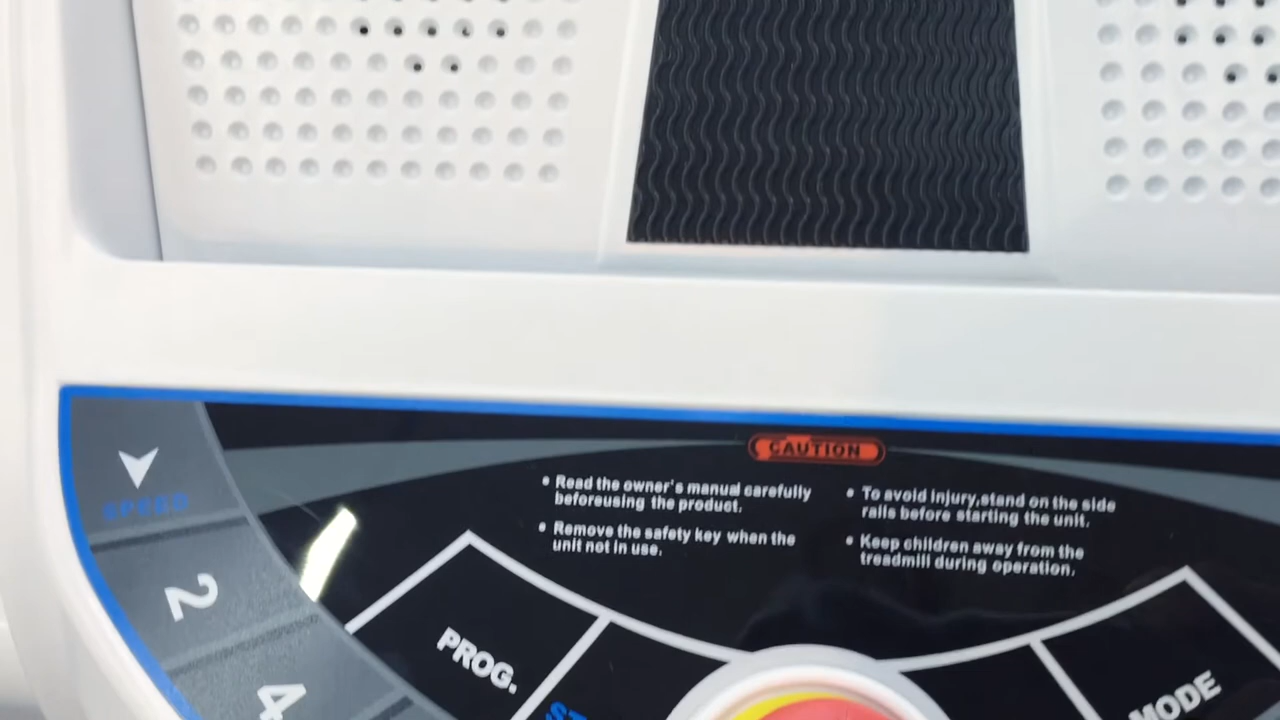 CAUTION
• Read the owner's manual carefully
beforeusing the product.
• Remove the safety key when the
unit not in use.
• To avoid injury,stand on the side
rails before starting the unit.
• Keep children away from the
treadmill during operation.
SPEED
2
4
PROG.
MODE